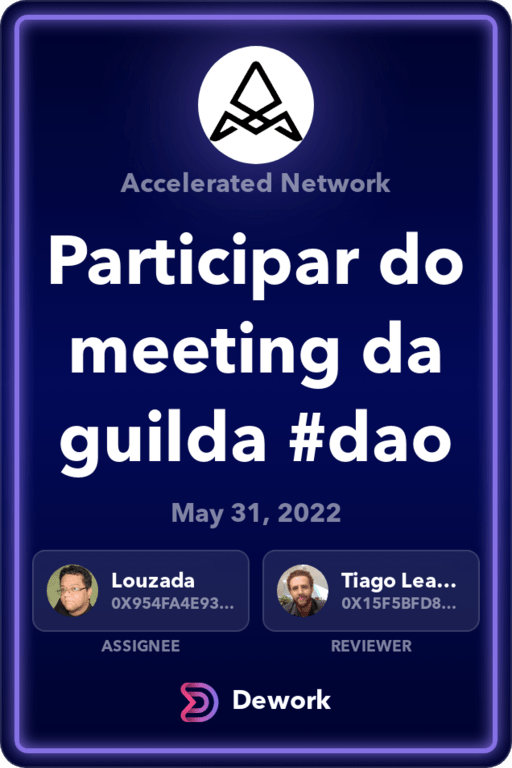 Accelerated Network
Participar do
meeting da
guilda #dao
May 31, 2022
Louzada
0X954FA4E93...
ASSIGNEE
Tiago Lea...
0X15F5BFD8...
REVIEWER
Dework